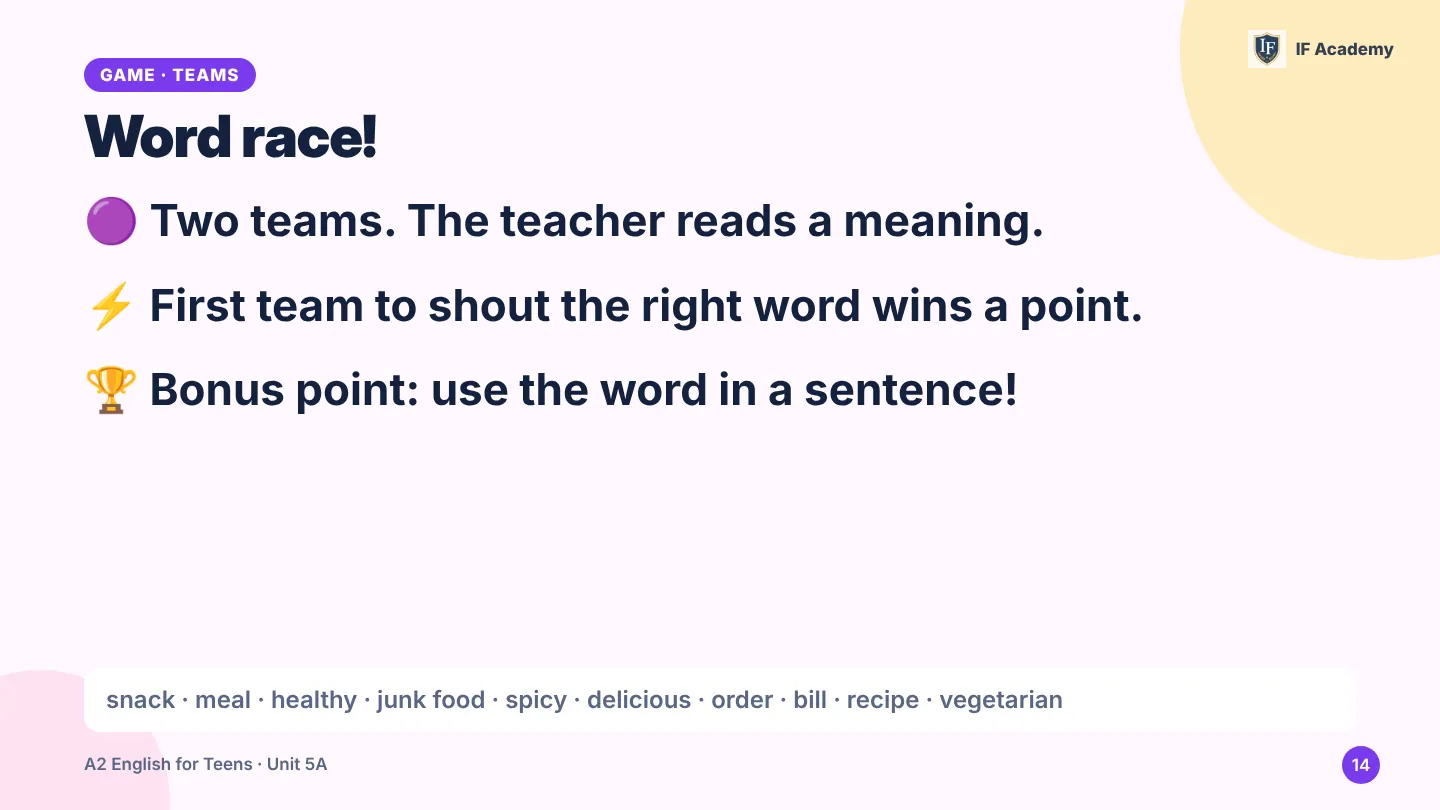 IF Academy
GAME · TEAMS
Word race!
🟣 Two teams. The teacher reads a meaning.
⚡ First team to shout the right word wins a point.
🏆 Bonus point: use the word in a sentence!
snack · meal · healthy · junk food · spicy · delicious · order · bill · recipe · vegetarian
A2 English for Teens · Unit 5A
14